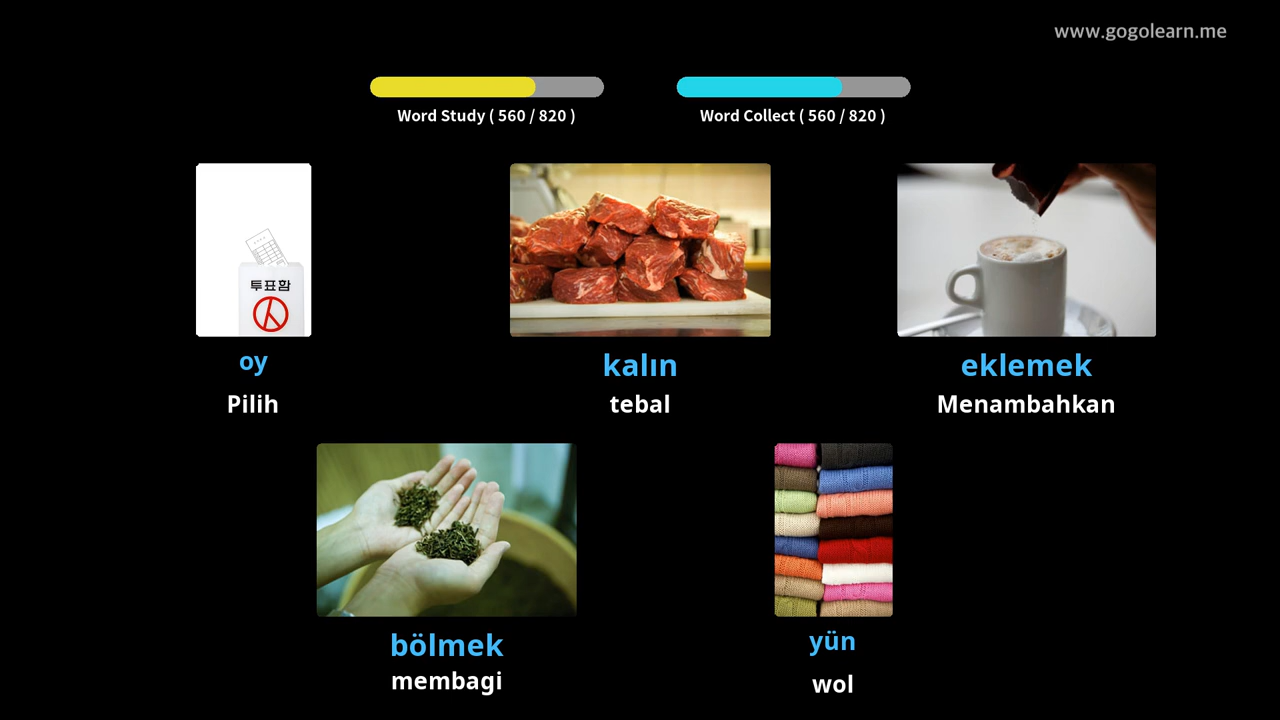 www.gogolearn.me
Word Study ( 560 / 820 )
Word Collect ( 560 / 820 )
투표함
oy
Pilih
kalın
tebal
eklemek
Menambahkan
bölmek
membagi
yün
wol